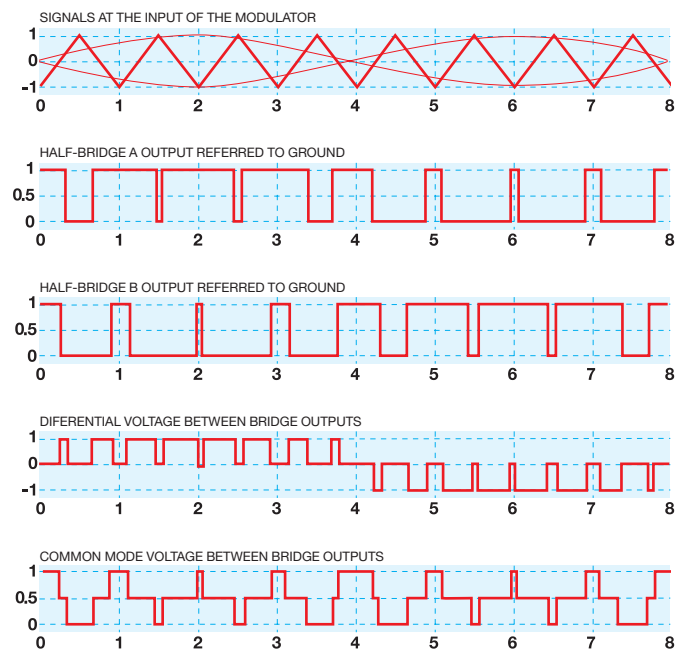 SIGNALS AT THE INPUT OF THE MODULATOR
1
0
-1
0 1 2 3 4 5 6 7 8
HALF-BRIDGE A OUTPUT REFERRED TO GROUND
1
0.5
0
0 1 2 3 4 5 6 7 8
HALF-BRIDGE B OUTPUT REFERRED TO GROUND
1
0.5
0
0 1 2 3 4 5 6 7 8
DIFERENTIAL VOLTAGE BETWEEN BRIDGE OUTPUTS
1
0
-1
0 1 2 3 4 5 6 7 8
COMMON MODE VOLTAGE BETWEEN BRIDGE OUTPUTS
1
0.5
0
0 1 2 3 4 5 6 7 8